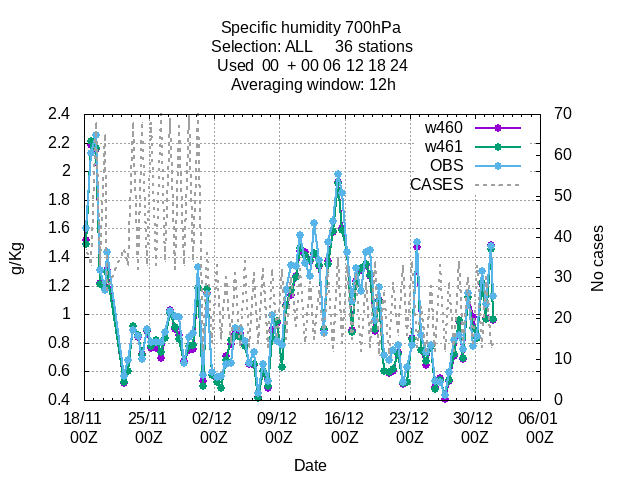 Specific humidity 700hPa
Selection: ALL 36 stations
Used 00 + 00 06 12 18 24
Averaging window: 12h
2.4
2.2
2
1.8
1.6
1.4
1.2
1
0.8
0.6
0.4
g/Kg
70
60
50
40
30
20
10
0
No cases
w460
w461
OBS
CASES
18/11 25/11 02/12 09/12 16/12 23/12 30/12 06/01
00Z 00Z 00Z 00Z 00Z 00Z 00Z 00Z
Date